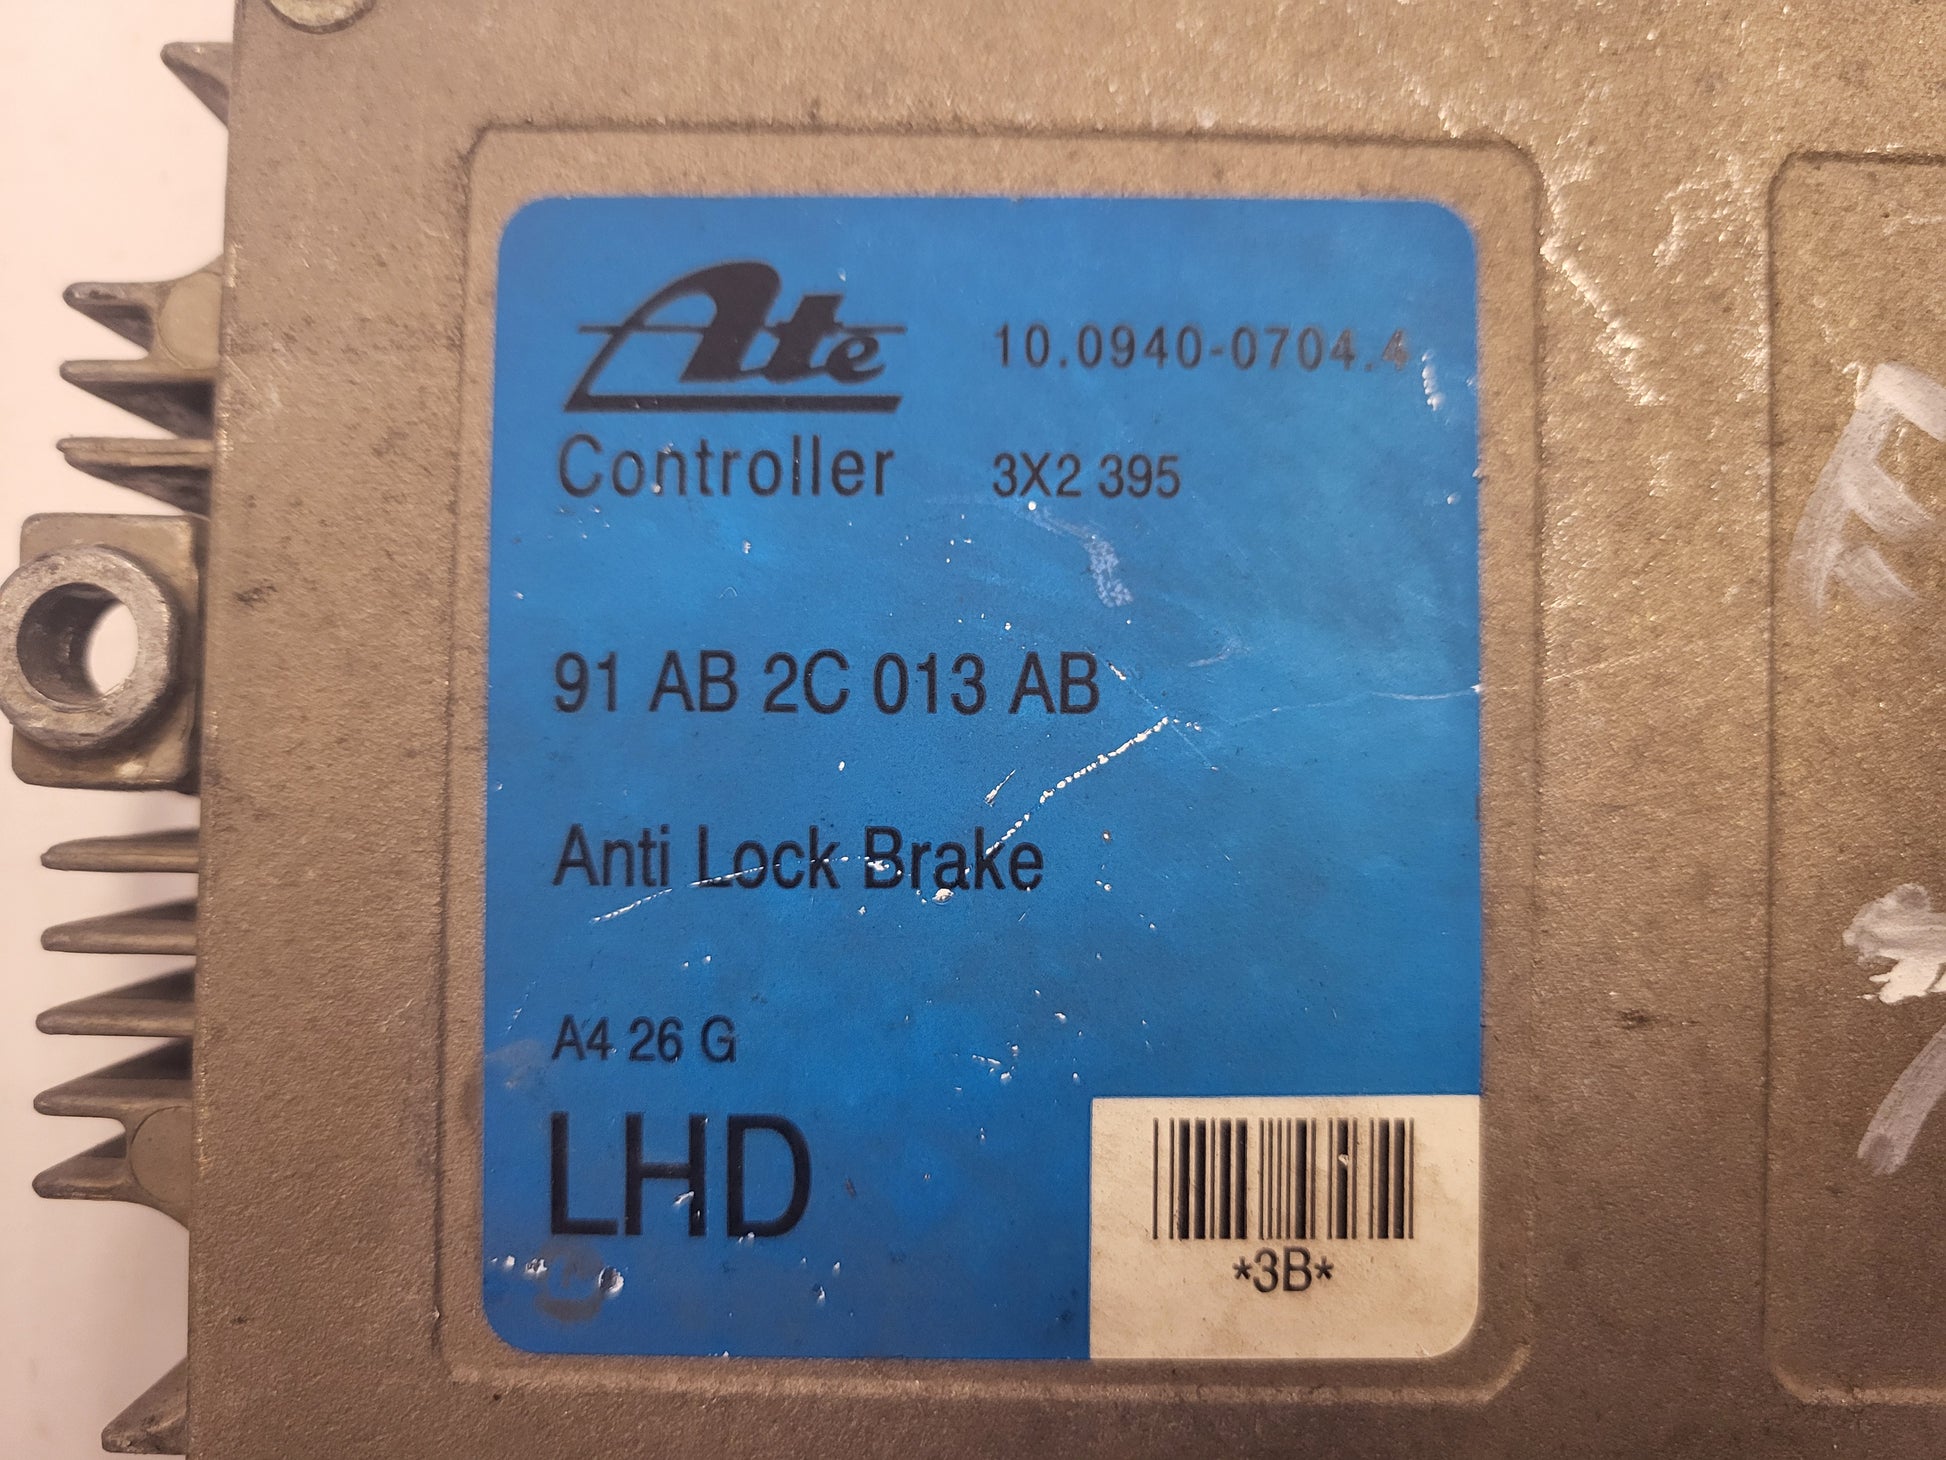 Ate 10.0940-0704.4
Controller 3X2 395
91 AB 2C 013 AB
Anti Lock Brake
A4 26 G
LHD
*3B*